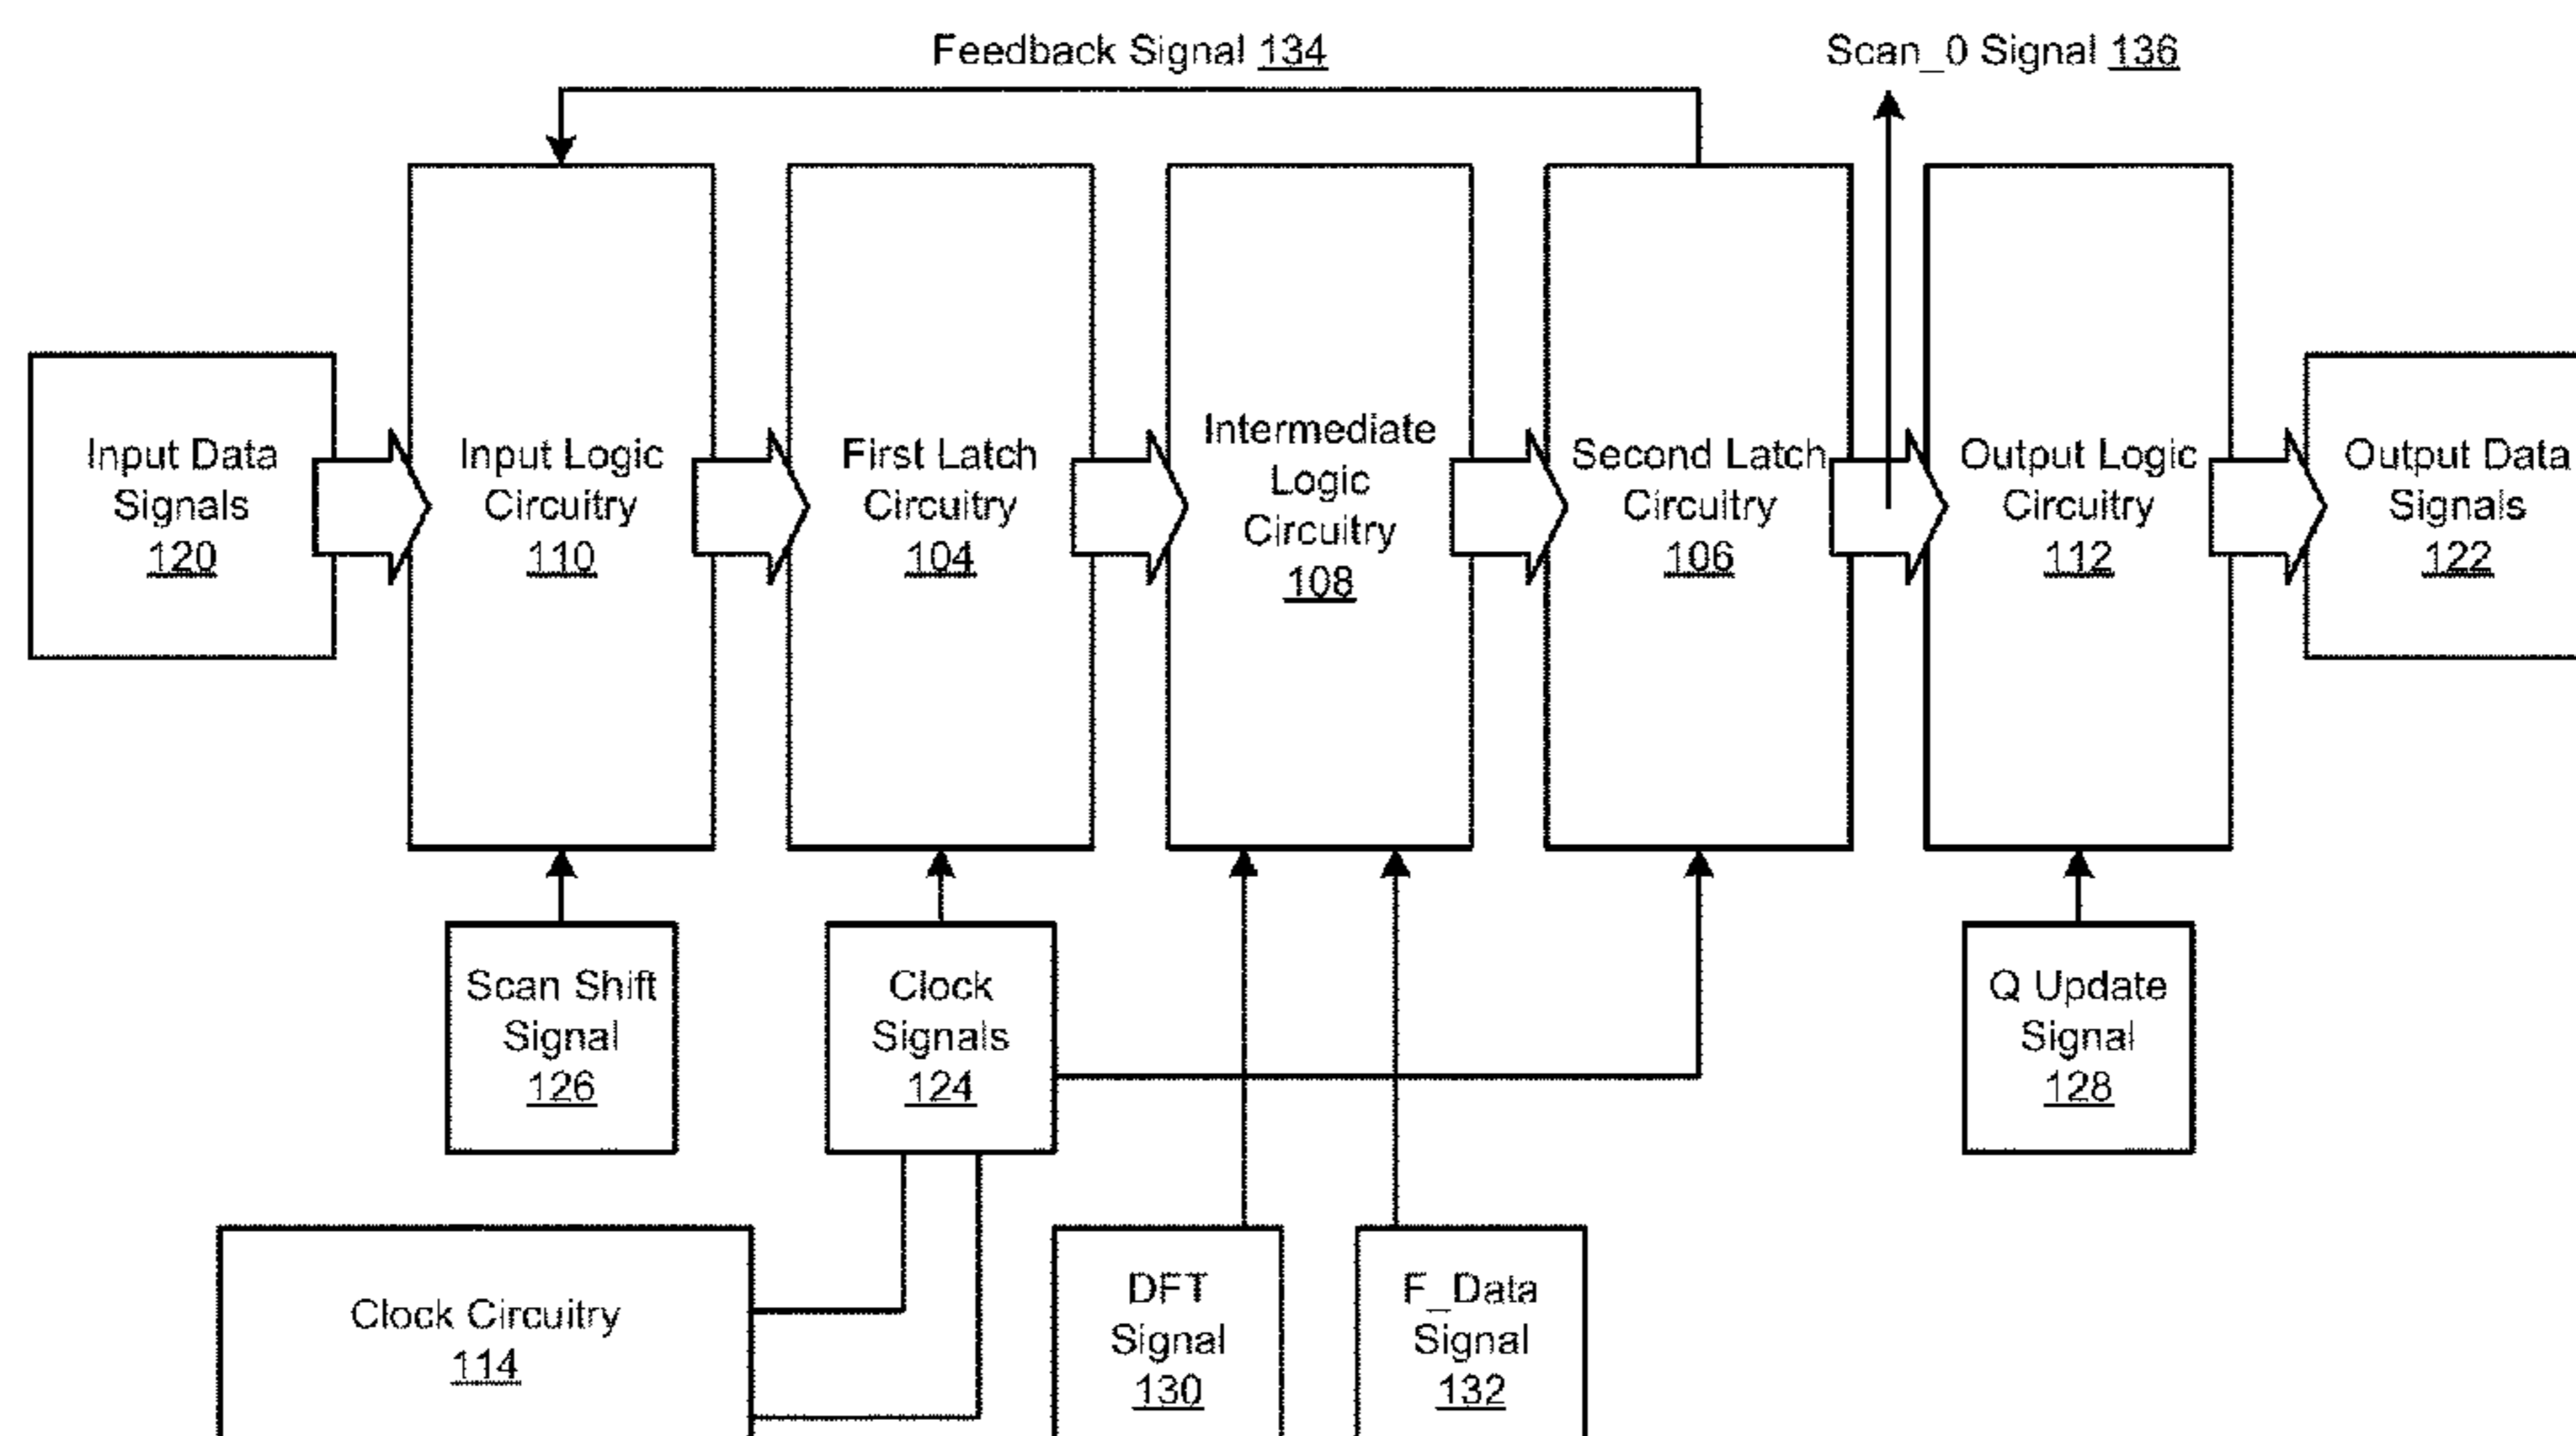 Feedback Signal 134
Scan_0 Signal 136
Input Data
Signals
120
Input Logic
Circuitry
110
First Latch
Circuitry
104
Intermediate
Logic
Circuitry
108
Second Latch
Circuitry
106
Output Logic
Circuitry
112
Output Data
Signals
122
Scan Shift
Signal
126
Clock
Signals
124
Q Update
Signal
128
Clock Circuitry
114
DFT
Signal
130
F_Data
Signal
132